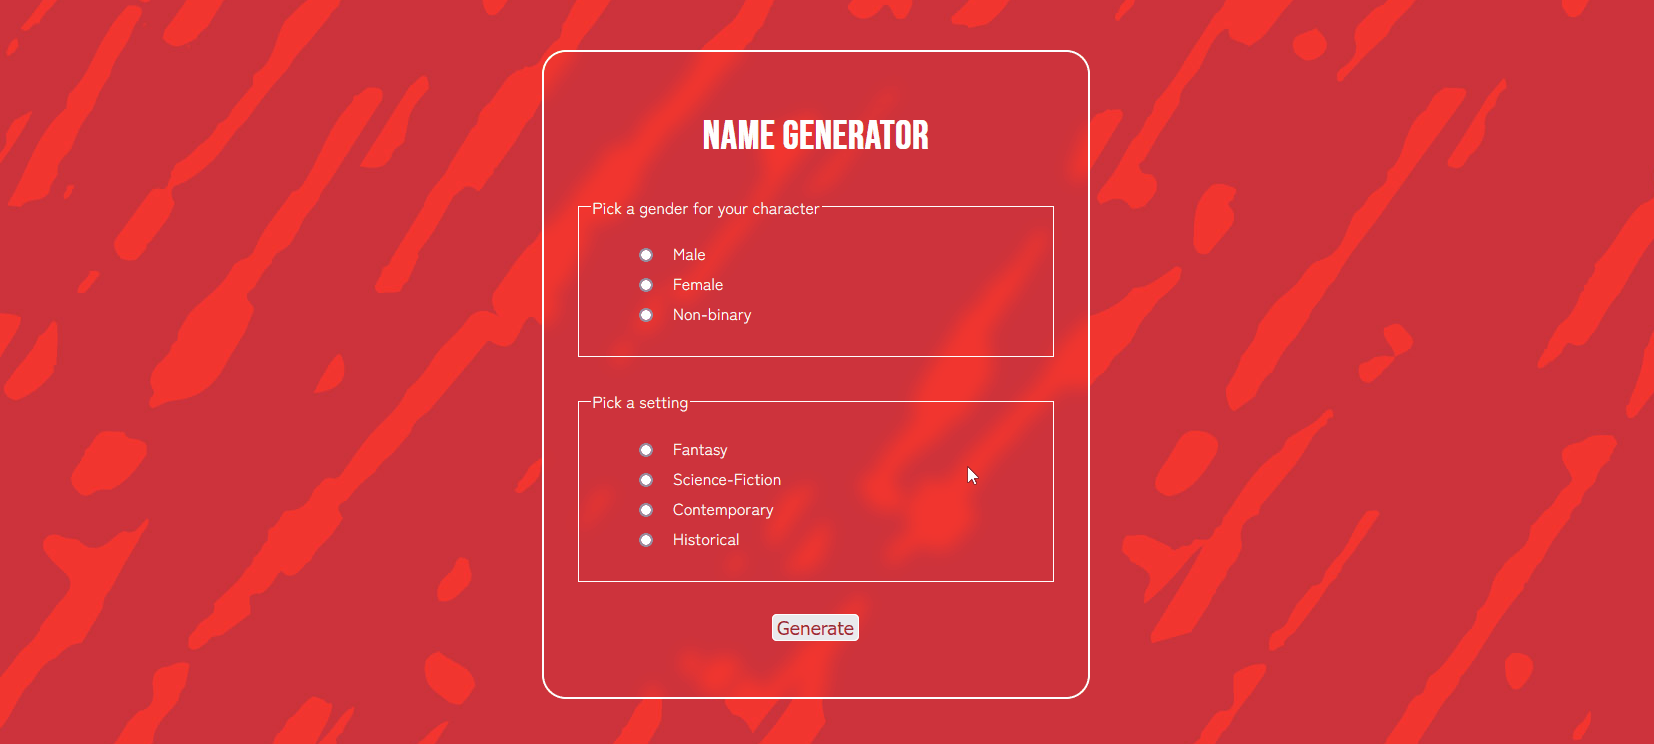 NAME GENERATOR
Pick a gender for your character
Male
Female
Non-binary
Pick a setting
Fantasy
Science-Fiction
Contemporary
Historical
Generate